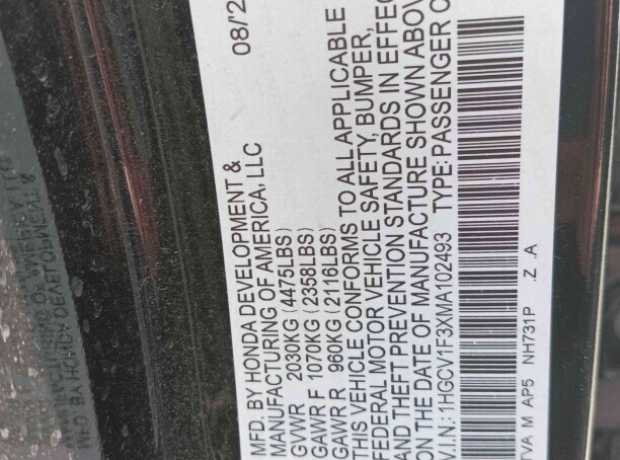 08/2
MFD. BY HONDA DEVELOPMENT &
MANUFACTURING OF AMERICA, LLC
GVWR 2030KG (4475LBS)
GAWR F 1070KG (2358LBS)
GAWR R 960KG (2116LBS)
THIS VEHICLE CONFORMS TO ALL APPLICABLE
FEDERAL MOTOR VEHICLE SAFETY, BUMPER,
AND THEFT PREVENTION STANDARDS IN EFFEC
ON THE DATE OF MANUFACTURE SHOWN ABOV
V.I.N.: 1HGCV1F3XMA102493 TYPE: PASSENGER C
TVA M AP5 NH731P .Z .A